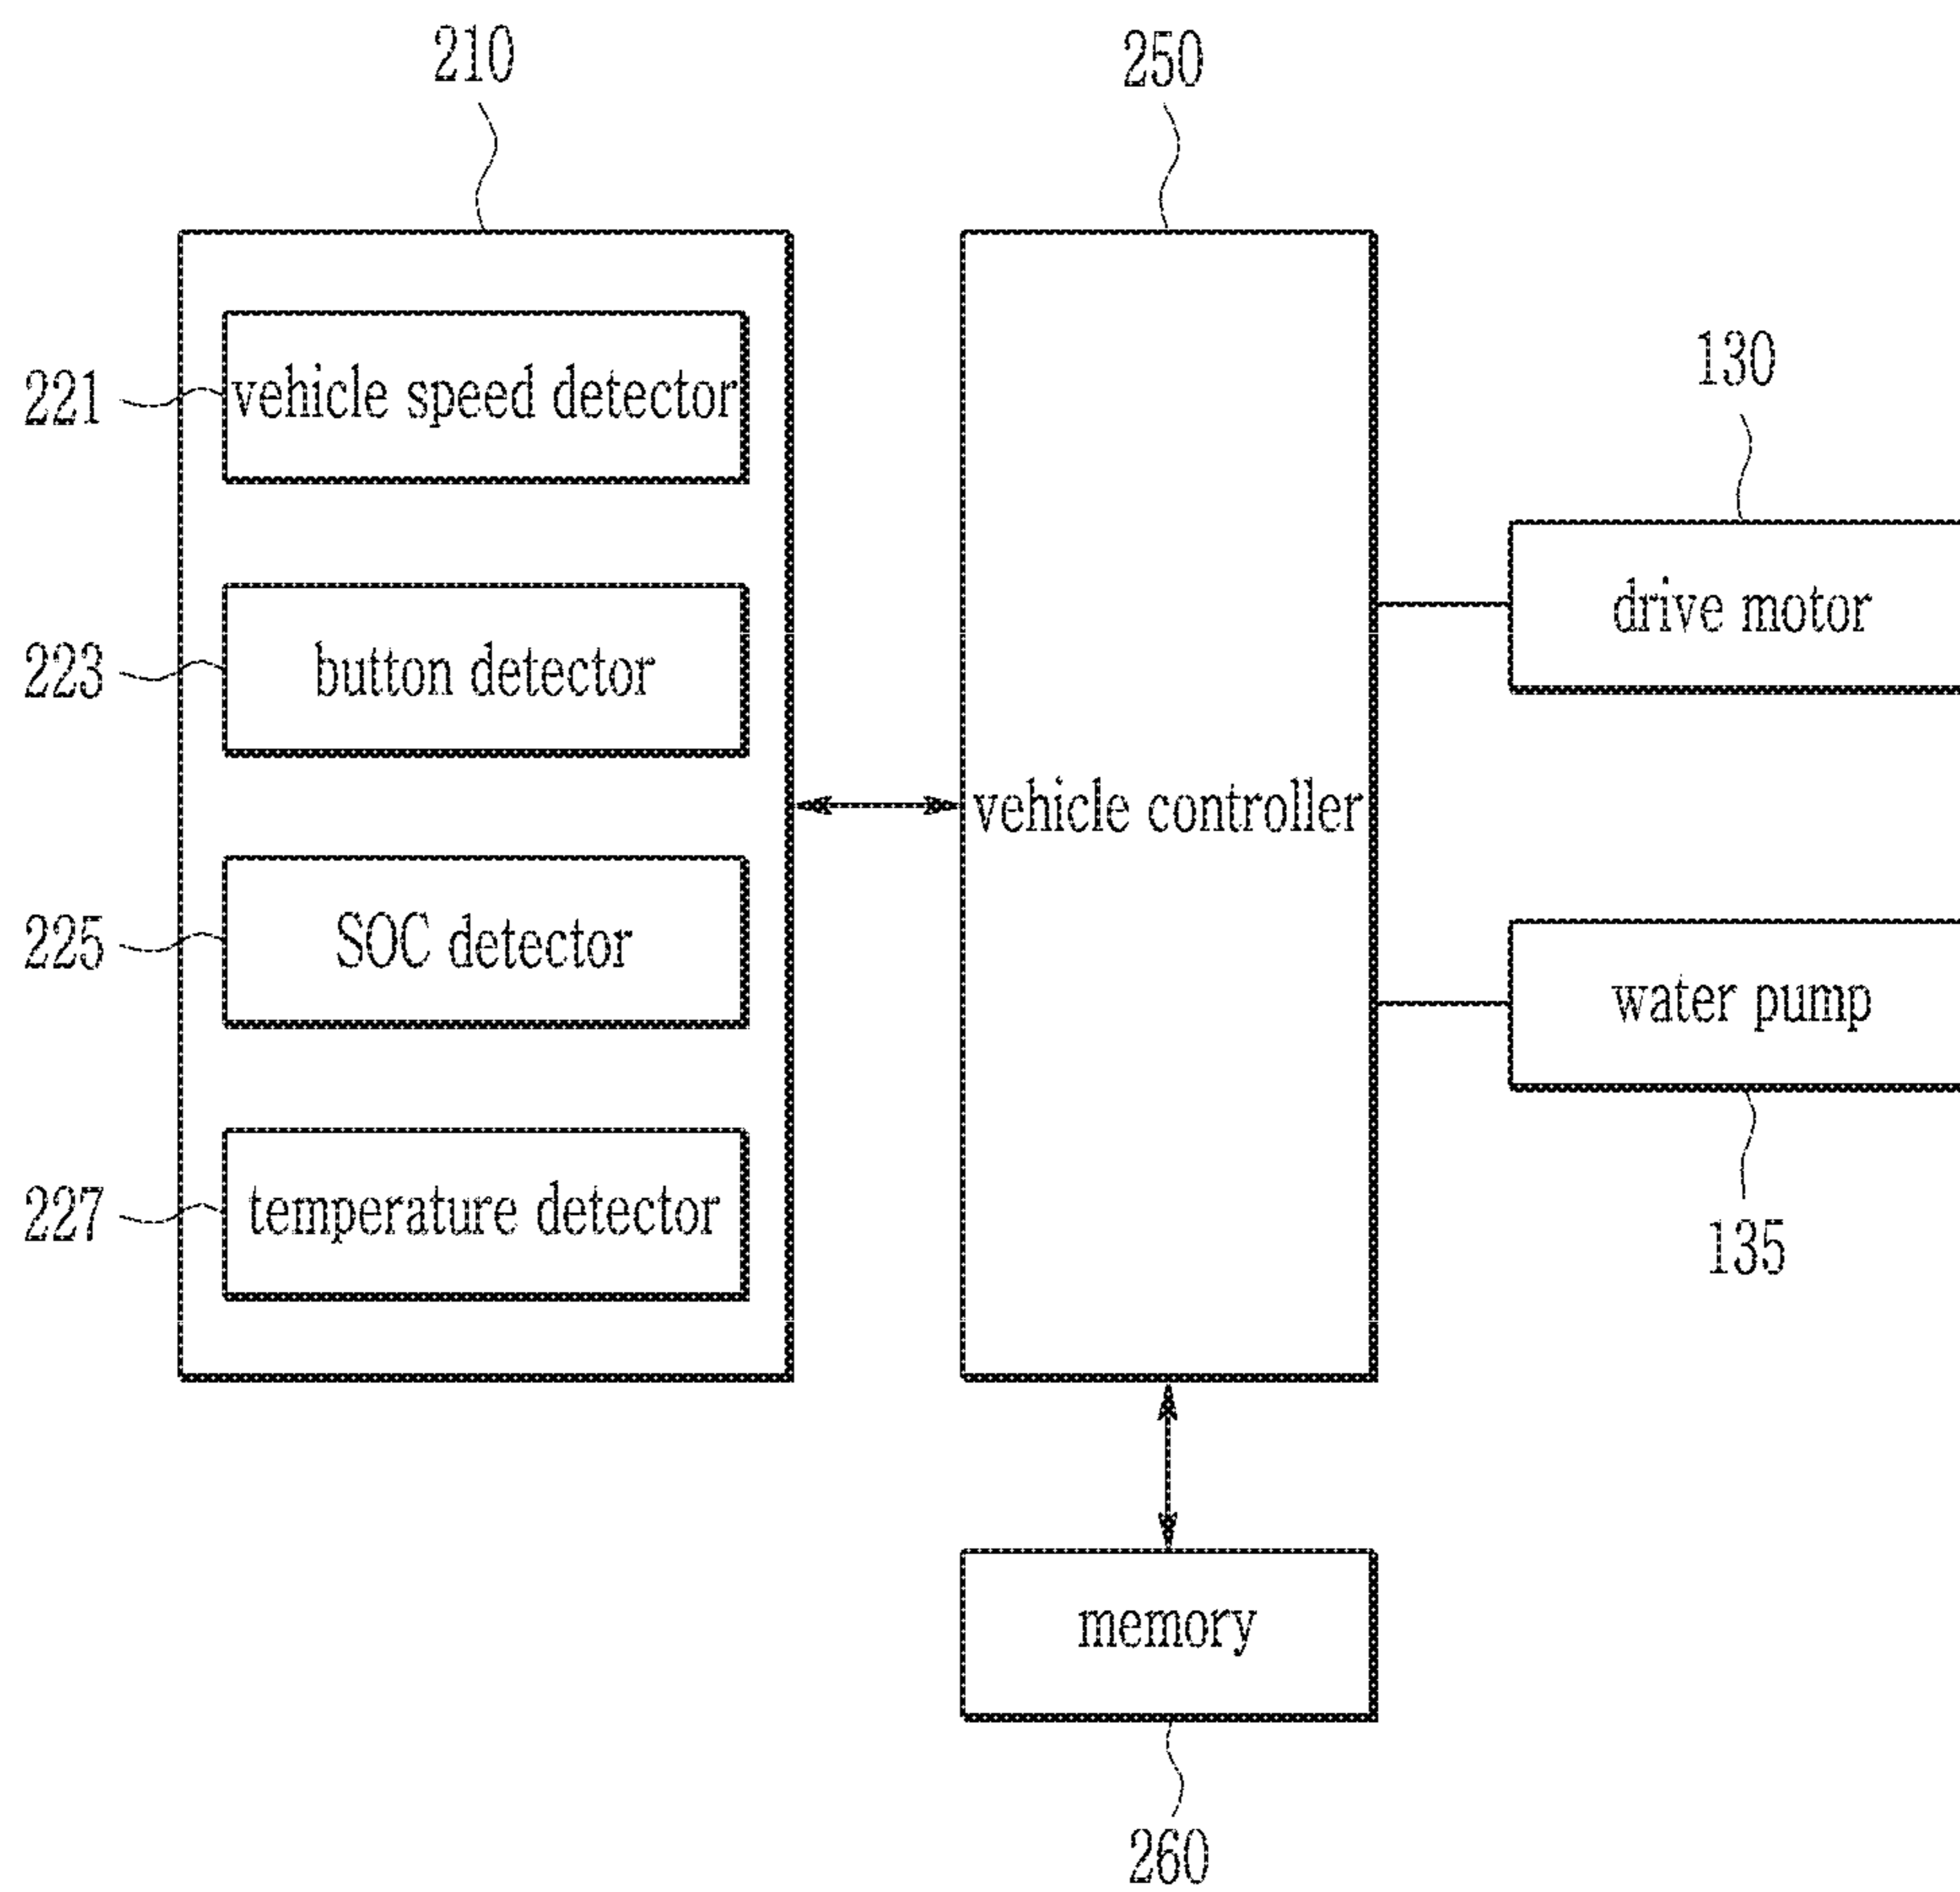 210
250
221
vehicle speed detector
130
223
button detector
drive motor
vehicle controller
225
SOC detector
water pump
227
temperature detector
135
memory
260